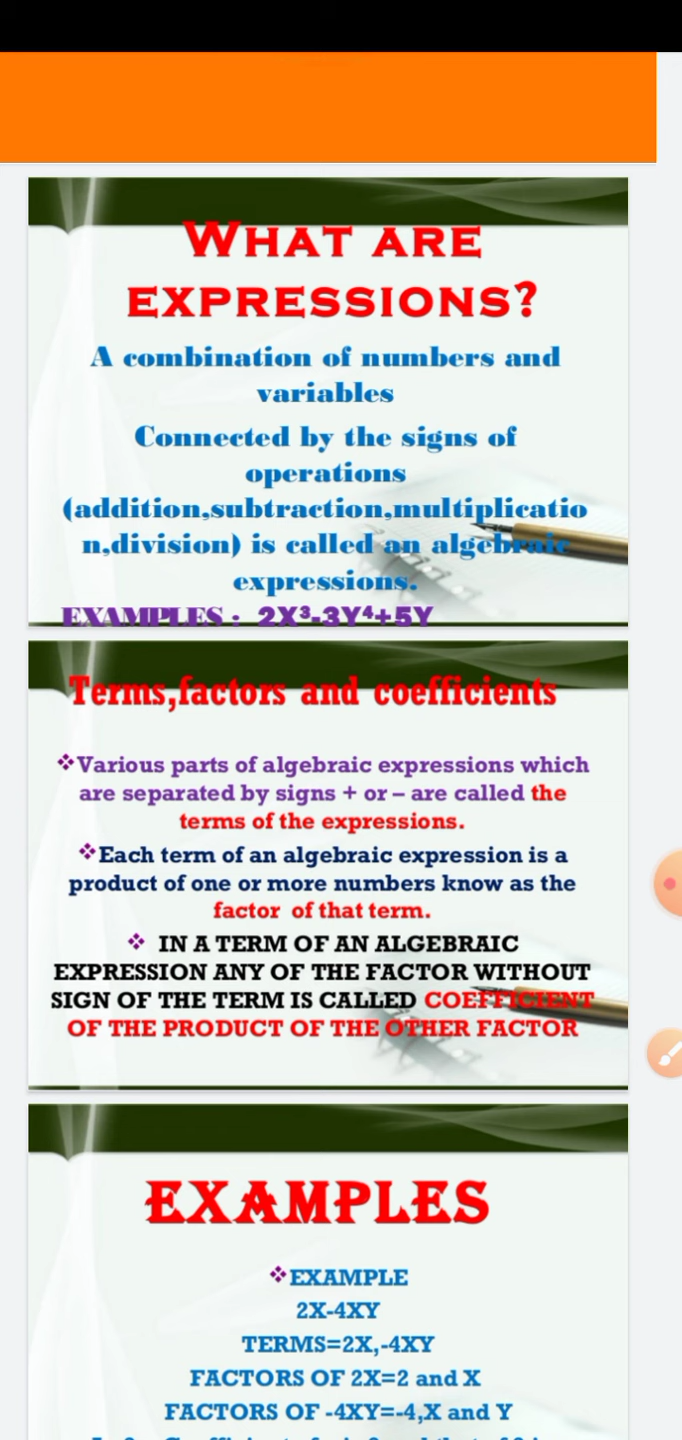 WHAT ARE
EXPRESSIONS?
A combination of numbers and
variables
Connected by the signs of
operations
(addition,subtraction,multiplicatio
n,division) is called an algebraic
expressions.
EXAMPLES : 2X³-3Y⁴+5Y
Terms,factors and coefficients
❖Various parts of algebraic expressions which
are separated by signs + or – are called the
terms of the expressions.
❖Each term of an algebraic expression is a
product of one or more numbers know as the
factor of that term.
❖ IN A TERM OF AN ALGEBRAIC
EXPRESSION ANY OF THE FACTOR WITHOUT
SIGN OF THE TERM IS CALLED COEFFICIENT
OF THE PRODUCT OF THE OTHER FACTOR
EXAMPLES
❖EXAMPLE
2X-4XY
TERMS=2X,-4XY
FACTORS OF 2X=2 and X
FACTORS OF -4XY=-4,X and Y